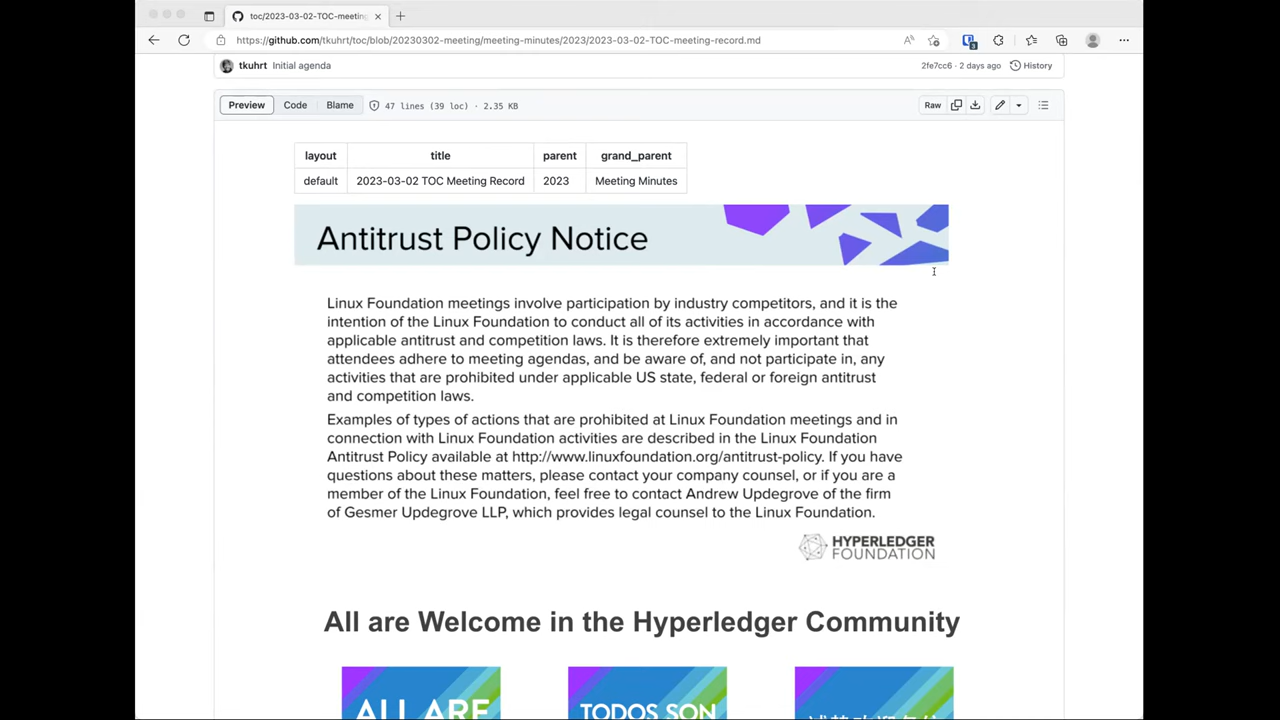 toc/2023-03-02-TOC-meeting
https://github.com/tkuhrt/toc/blob/20230302-meeting/meeting-minutes/2023/2023-03-02-TOC-meeting-record.md
tkuhrt Initial agenda
2fe7cc6 · 2 days ago History
Preview Code Blame 47 lines (39 loc) · 2.35 KB
Raw
layout title parent grand_parent
default 2023-03-02 TOC Meeting Record 2023 Meeting Minutes
Antitrust Policy Notice
Linux Foundation meetings involve participation by industry competitors, and it is the
intention of the Linux Foundation to conduct all of its activities in accordance with
applicable antitrust and competition laws. It is therefore extremely important that
attendees adhere to meeting agendas, and be aware of, and not participate in, any
activities that are prohibited under applicable US state, federal or foreign antitrust
and competition laws.
Examples of types of actions that are prohibited at Linux Foundation meetings and in
connection with Linux Foundation activities are described in the Linux Foundation
Antitrust Policy available at http://www.linuxfoundation.org/antitrust-policy. If you have
questions about these matters, please contact your company counsel, or if you are a
member of the Linux Foundation, feel free to contact Andrew Updegrove of the firm
of Gesmer Updegrove LLP, which provides legal counsel to the Linux Foundation.
HYPERLEDGER
FOUNDATION
All are Welcome in the Hyperledger Community
ALL ARE
TODOS SON